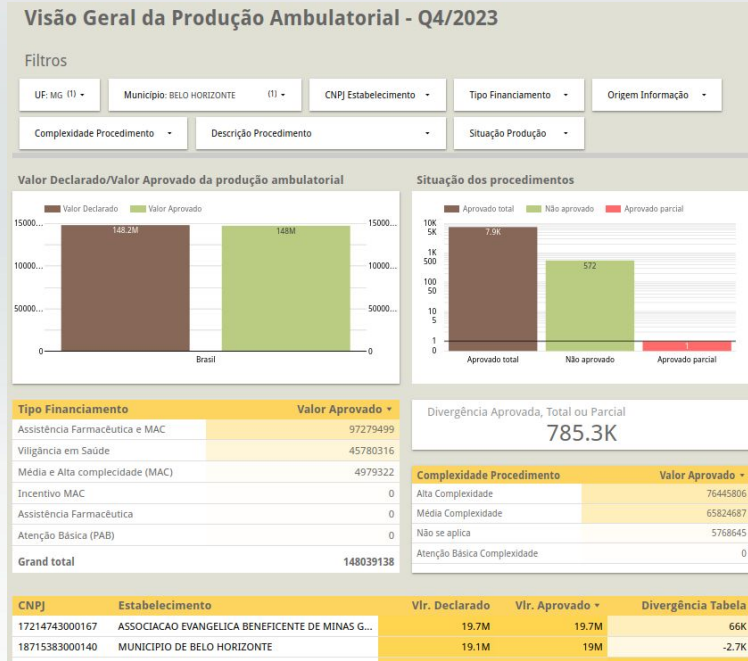 Visão Geral da Produção Ambulatorial - Q4/2023
Filtros
UF: MG (1)
Município: BELO HORIZONTE (1)
CNPJ Estabelecimento
Tipo Financiamento
Origem Informação
Complexidade Procedimento
Descrição Procedimento
Situação Produção
Valor Declarado/Valor Aprovado da produção ambulatorial
Valor Declarado Valor Aprovado
15000... 148.2M 148M 15000...
10000... 10000...
50000... 50000...
0 0
Brasil
Situação dos procedimentos
Aprovado total Não aprovado Aprovado parcial
10K
5K 7.9K
1K
500 572
100
50
10
5
1 1
0
Aprovado total Não aprovado Aprovado parcial
Tipo Financiamento Valor Aprovado
Assistência Farmacêutica e MAC 97279499
Viligância em Saúde 45780316
Média e Alta complecidade (MAC) 4979322
Incentivo MAC 0
Assistência Farmacêutica 0
Atenção Básica (PAB) 0
Grand total 148039138
Divergência Aprovada, Total ou Parcial
785.3K
Complexidade Procedimento Valor Aprovado
Alta Complexidade 76445806
Média Complexidade 65824687
Não se aplica 5768645
Atenção Básica Complexidade 0
CNPJ Estabelecimento Vlr. Declarado Vlr. Aprovado Divergência Tabela
17214743000167 ASSOCIACAO EVANGELICA BENEFICENTE DE MINAS G... 19.7M 19.7M 66K
18715383000140 MUNICIPIO DE BELO HORIZONTE 19.1M 19M -2.7K